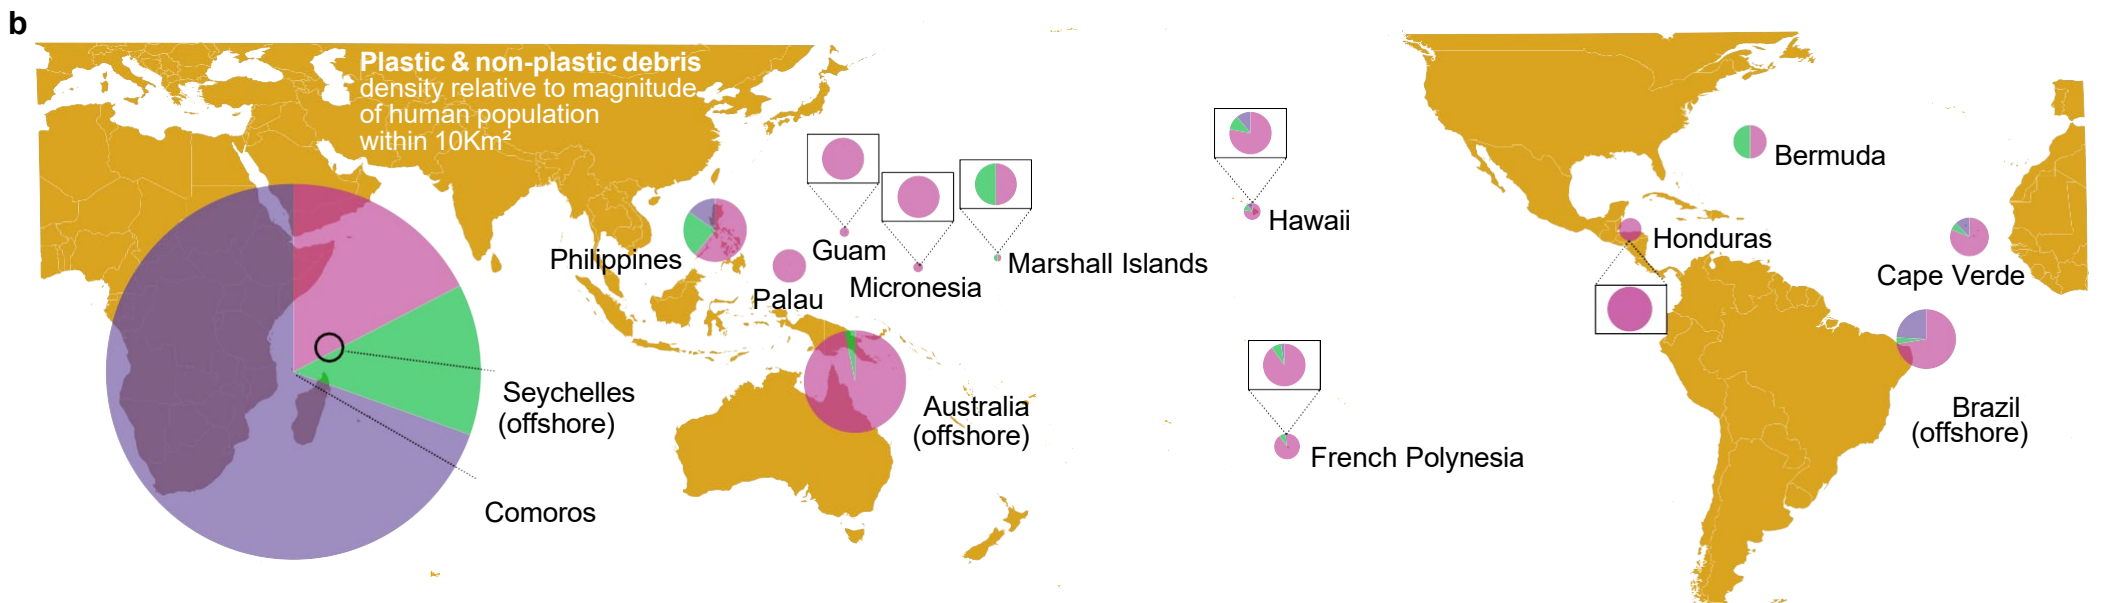 b
Plastic & non-plastic debris
density relative to magnitude
of human population
within 10Km²
Bermuda
Hawaii
Honduras
Philippines
Guam
Marshall Islands
Micronesia
Palau
Cape Verde
Seychelles
(offshore)
Australia
(offshore)
Brazil
(offshore)
French Polynesia
Comoros